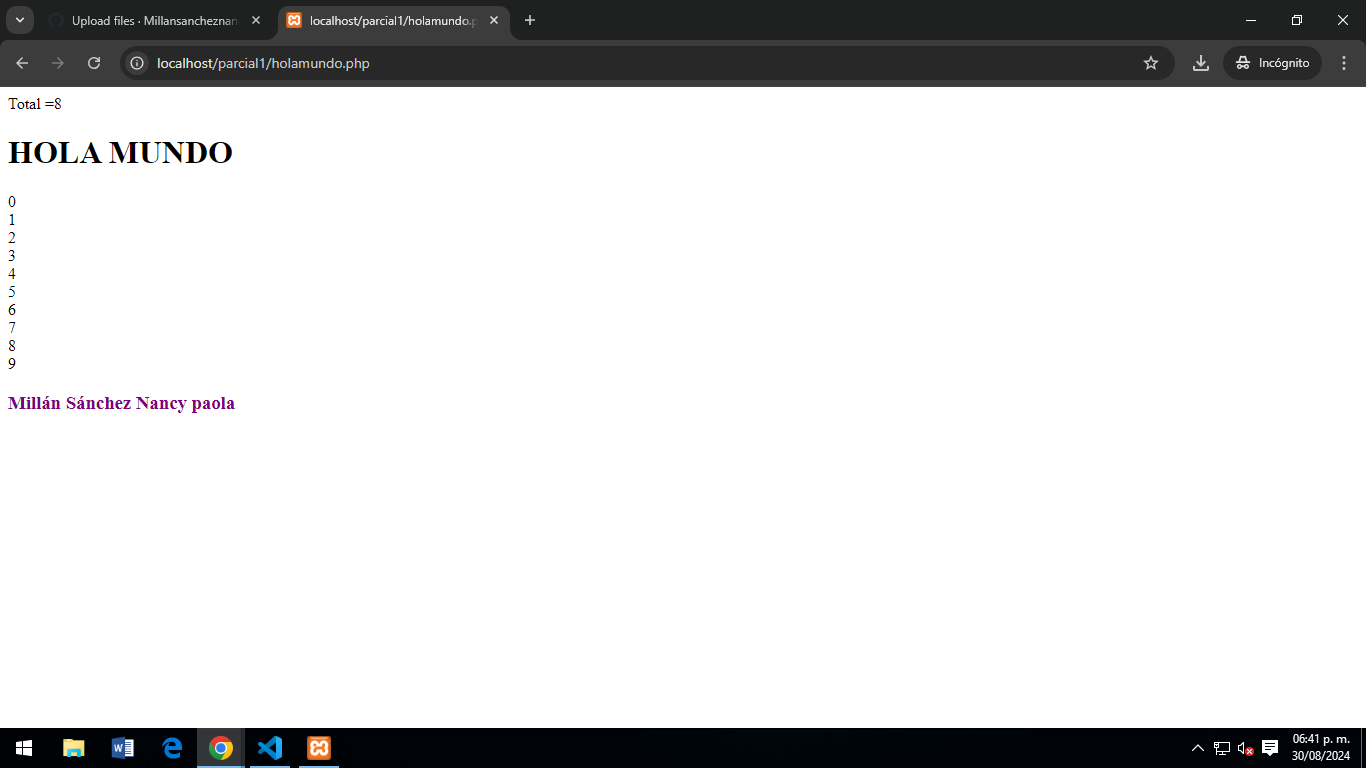 Upload files · Millansancheznan
localhost/parcial1/holamundo.p
localhost/parcial1/holamundo.php
Incógnito
Total =8
HOLA MUNDO
0
1
2
3
4
5
6
7
8
9
Millán Sánchez Nancy paola
06:41 p. m.
30/08/2024